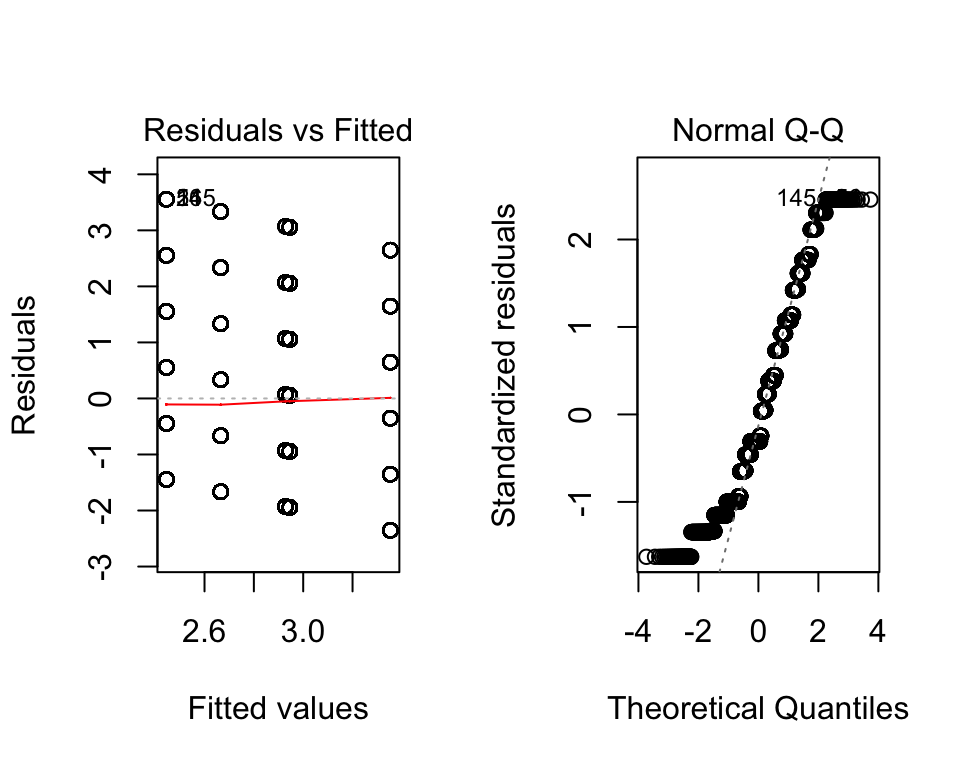 Residuals vs Fitted
4
3
2
1
0
-1
-2
-3
2.6 3.0
Residuals
Fitted values
Normal Q-Q
145
2
1
0
-1
-4 -2 0 2 4
Standardized residuals
Theoretical Quantiles